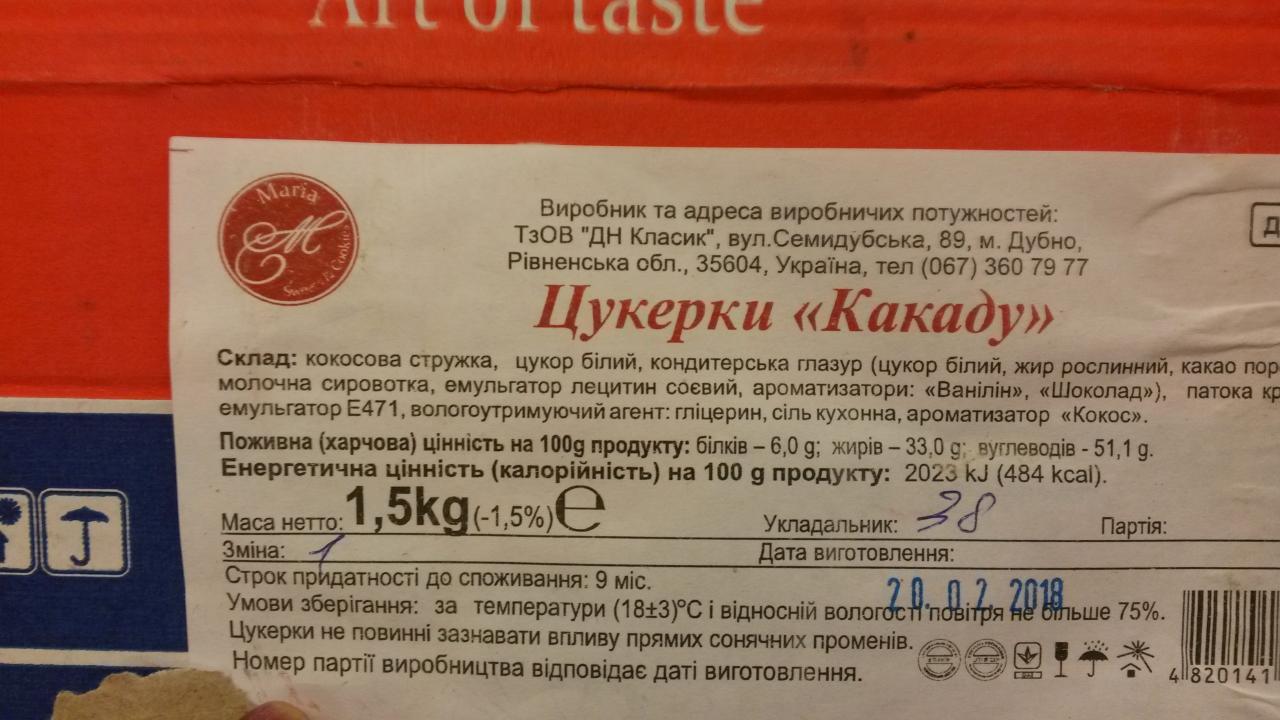 Art of taste
Maria
Sweets & Cookies
Виробник та адреса виробничих потужностей:
ТзОВ "ДН Класик", вул.Семидубська, 89, м. Дубно,
Рівненська обл., 35604, Україна, тел (067) 360 79 77
Цукерки «Какаду»
Склад: кокосова стружка, цукор білий, кондитерська глазур (цукор білий, жир рослинний, какао пор
молочна сировотка, емульгатор лецитин соєвий, ароматизатори: «Ванілін», «Шоколад»), патока кр
емульгатор Е471, вологоутримуючий агент: гліцерин, сіль кухонна, ароматизатор «Кокос».
Поживна (харчова) цінність на 100g продукту: білків – 6,0 g; жирів – 33,0 g; вуглеводів - 51,1 g.
Енергетична цінність (калорійність) на 100 g продукту: 2023 kJ (484 kcal).
Маса нетто: 1,5kg (-1,5%) e Укладальник: 38 Партія:
Зміна: 1 Дата виготовлення:
Строк придатності до споживання: 9 міс.
20.02.2018
Умови зберігання: за температури (18±3)°С і відносній вологості повітря не більше 75%.
Цукерки не повинні зазнавати впливу прямих сонячних променів.
Номер партії виробництва відповідає даті виготовлення.
4 820141